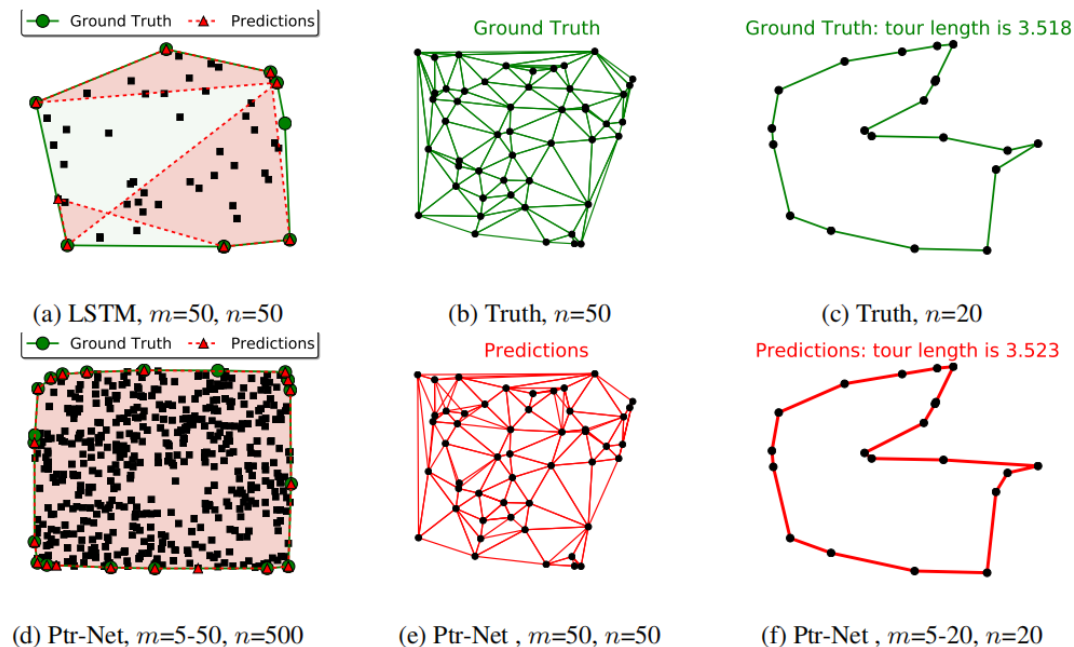 Ground Truth Predictions
Ground Truth
Ground Truth: tour length is 3.518
(a) LSTM, m=50, n=50
(b) Truth, n=50
(c) Truth, n=20
Ground Truth Predictions
Predictions
Predictions: tour length is 3.523
(d) Ptr-Net, m=5-50, n=500
(e) Ptr-Net , m=50, n=50
(f) Ptr-Net , m=5-20, n=20